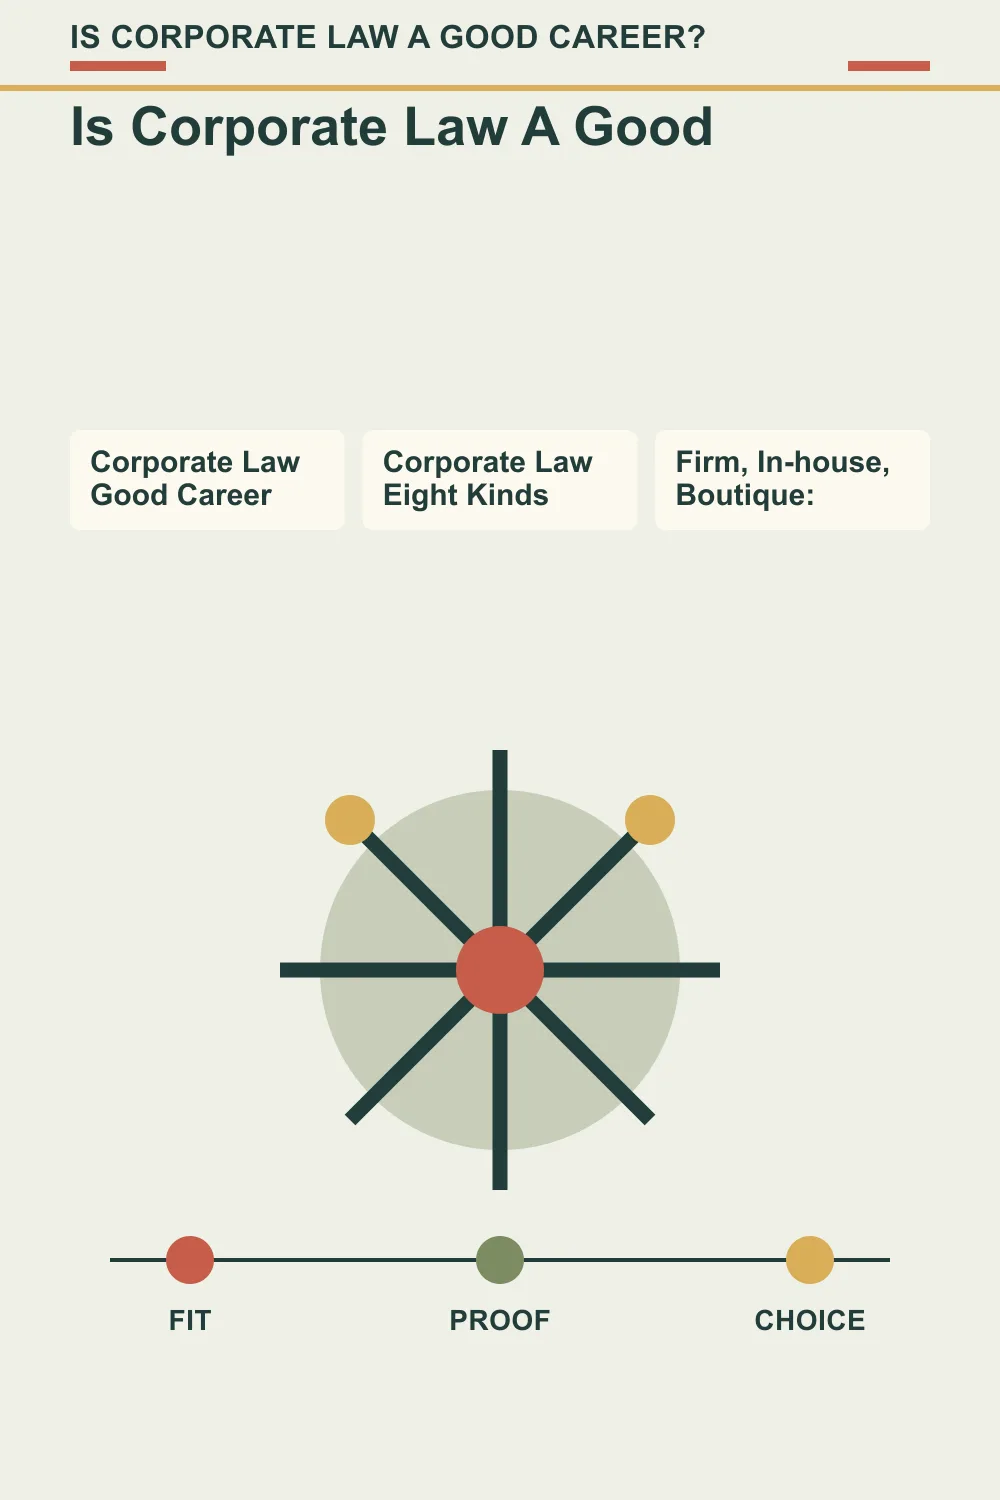 IS CORPORATE LAW A GOOD CAREER?
Is Corporate Law A Good
Corporate Law
Good Career
Corporate Law
Eight Kinds
Firm, In-house,
Boutique:
FIT
PROOF
CHOICE